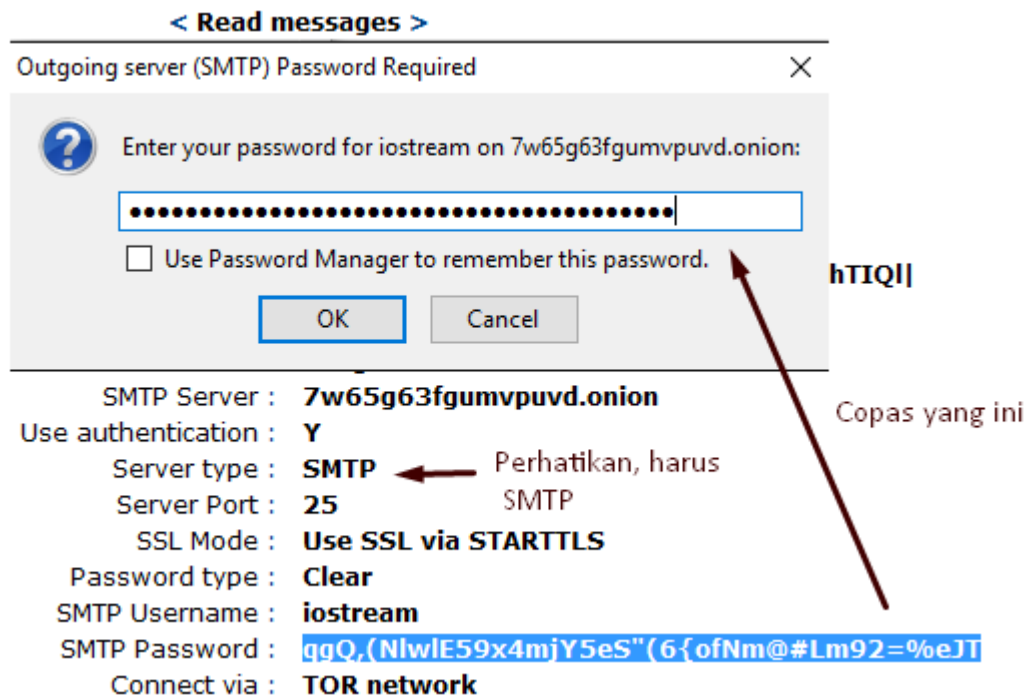 < Read messages >
Outgoing server (SMTP) Password Required
Enter your password for iostream on 7w65g63fgumvpuvd.onion:
Use Password Manager to remember this password.
hTIQl|
OK Cancel
SMTP Server : 7w65g63fgumvpuvd.onion
Copas yang ini
Use authentication : Y
Server type : SMTP
Perhatikan, harus
SMTP
Server Port : 25
SSL Mode : Use SSL via STARTTLS
Password type : Clear
SMTP Username : iostream
SMTP Password : qgQ,(NlwlE59x4mjY5eS"(6{ofNm@#Lm92=%eJT
Connect via : TOR network